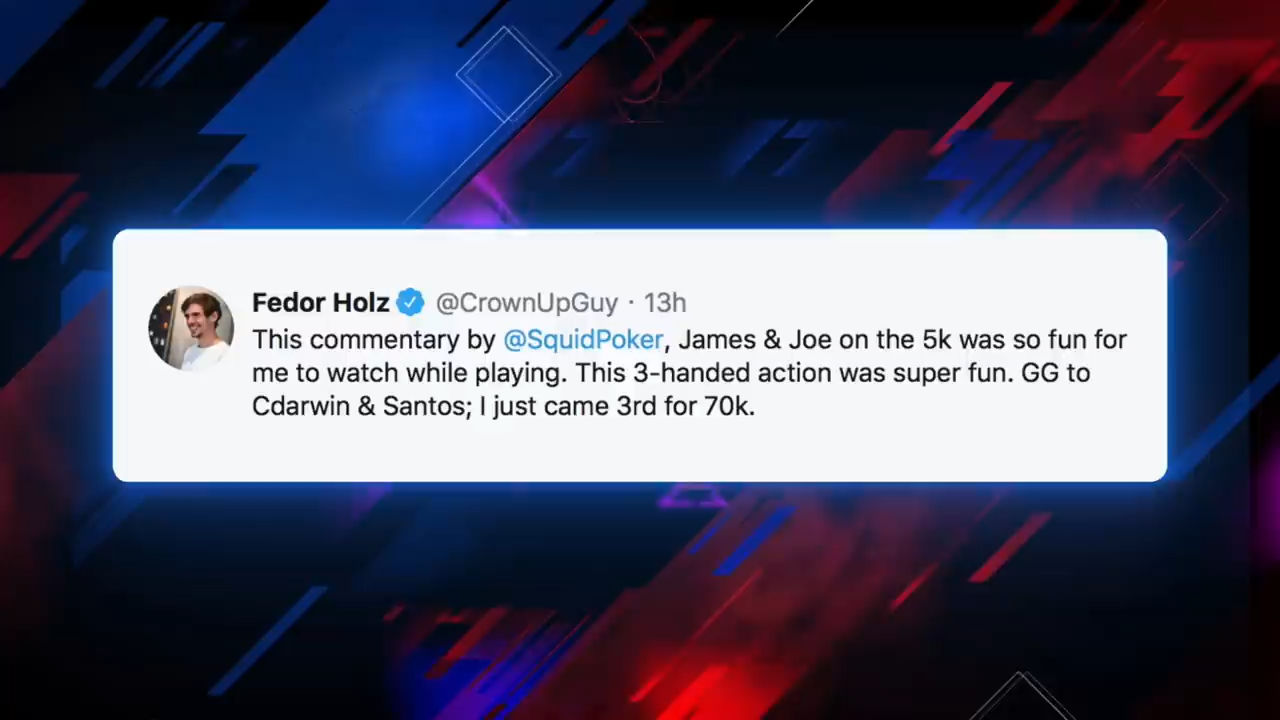 Fedor Holz @CrownUpGuy · 13h
This commentary by @SquidPoker, James & Joe on the 5k was so fun for
me to watch while playing. This 3-handed action was super fun. GG to
Cdarwin & Santos; I just came 3rd for 70k.